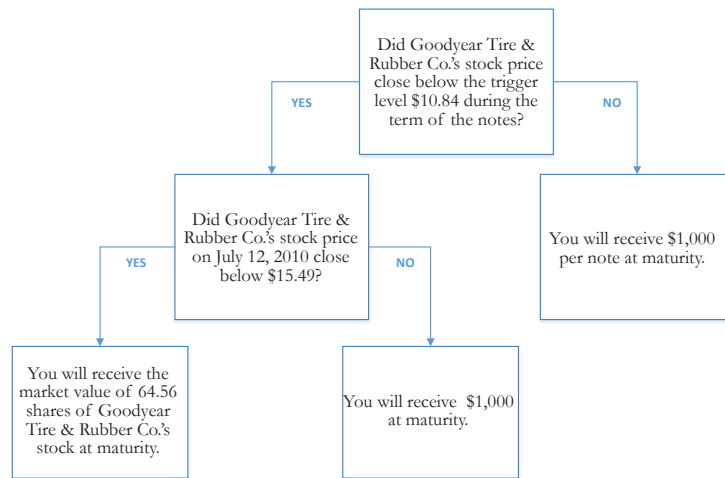 Did Goodyear Tire &
Rubber Co.'s stock price
close below the trigger
level $10.84 during the
term of the notes?
YES
NO
Did Goodyear Tire &
Rubber Co.'s stock price
on July 12, 2010 close
below $15.49?
You will receive $1,000
per note at maturity.
YES
NO
You will receive the
market value of 64.56
shares of Goodyear
Tire & Rubber Co.'s
stock at maturity.
You will receive $1,000
at maturity.